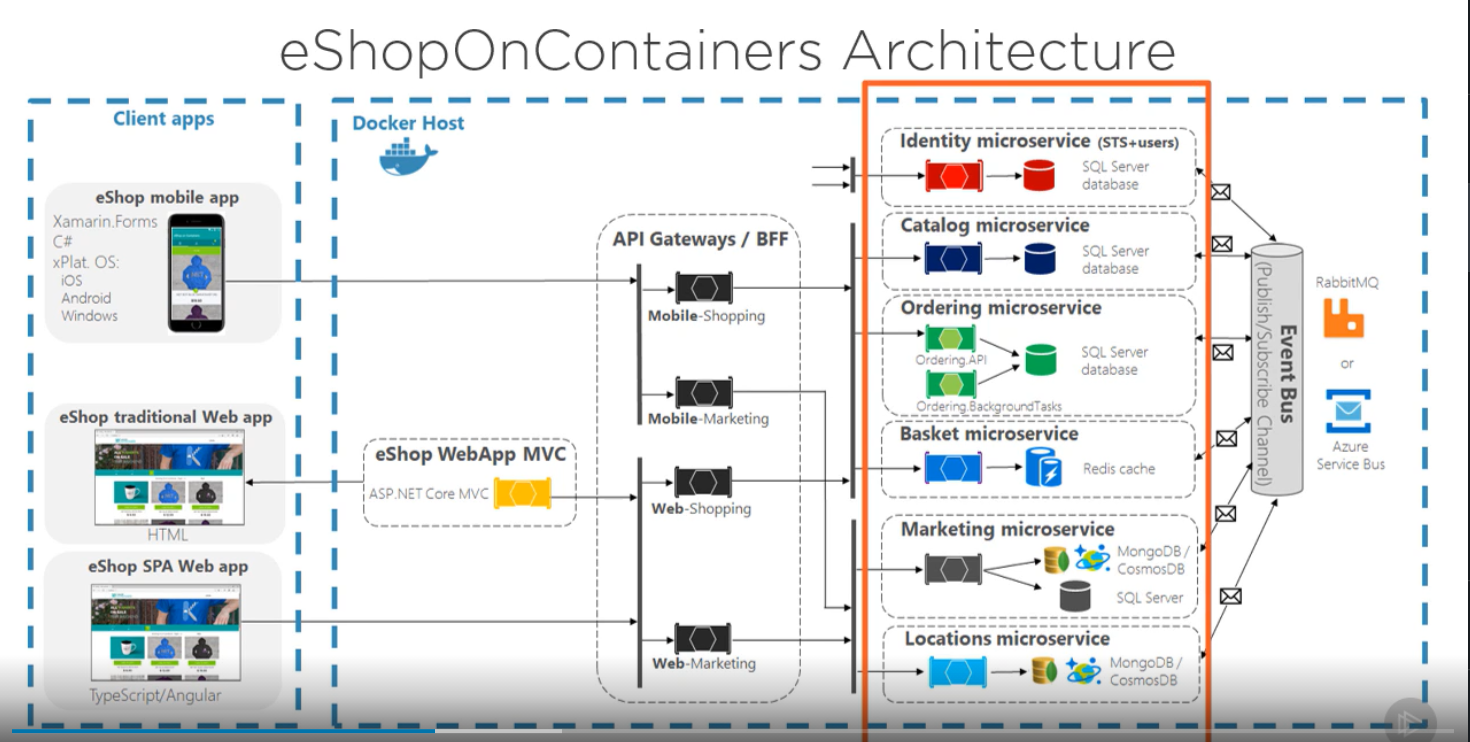 eShopOnContainers Architecture
Client apps
eShop mobile app
Xamarin.Forms
C#
xPlat. OS:
iOS
Android
Windows
eShop traditional Web app
HTML
eShop SPA Web app
TypeScript/Angular
Docker Host
eShop WebApp MVC
ASP.NET Core MVC
API Gateways / BFF
Mobile-Shopping
Mobile-Marketing
Web-Shopping
Web-Marketing
Identity microservice (STS+users)
SQL Server
database
Catalog microservice
SQL Server
database
Ordering microservice
Ordering.API
SQL Server
database
Ordering.BackgroundTasks
Basket microservice
Redis cache
Marketing microservice
MongoDB /
CosmosDB
SQL Server
Locations microservice
MongoDB /
CosmosDB
Event Bus
(Publish/Subscribe Channel)
RabbitMQ
or
Azure
Service Bus